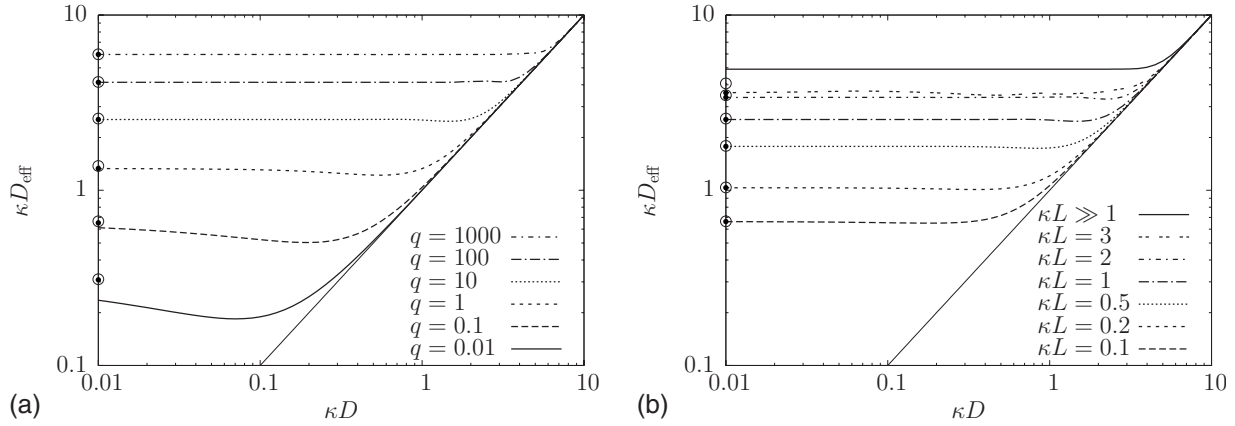 10
1
0.1
κD_eff
q = 1000
q = 100
q = 10
q = 1
q = 0.1
q = 0.01
0.01
0.1
1
10
κD
(a)
10
1
0.1
κD_eff
κL ≫ 1
κL = 3
κL = 2
κL = 1
κL = 0.5
κL = 0.2
κL = 0.1
0.01
0.1
1
10
κD
(b)